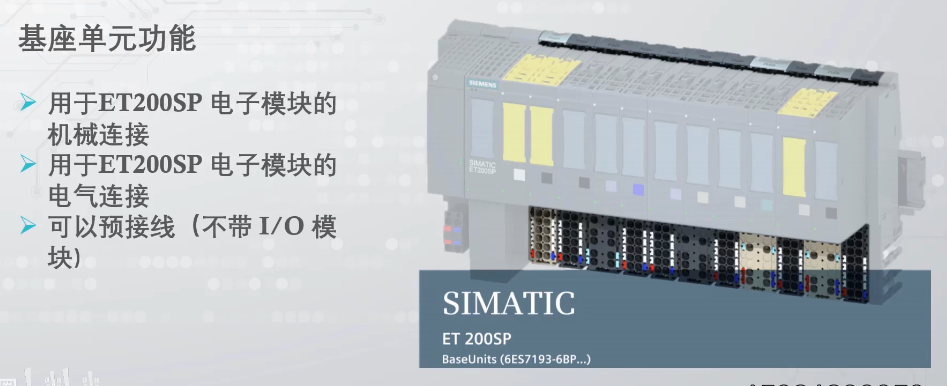 基座单元功能
用于ET200SP 电子模块的
机械连接
用于ET200SP 电子模块的
电气连接
可以预接线（不带 I/O 模
块）
SIEMENS
SIMATIC
ET200SP
SIMATIC
ET 200SP
BaseUnits (6ES7193-6BP...)